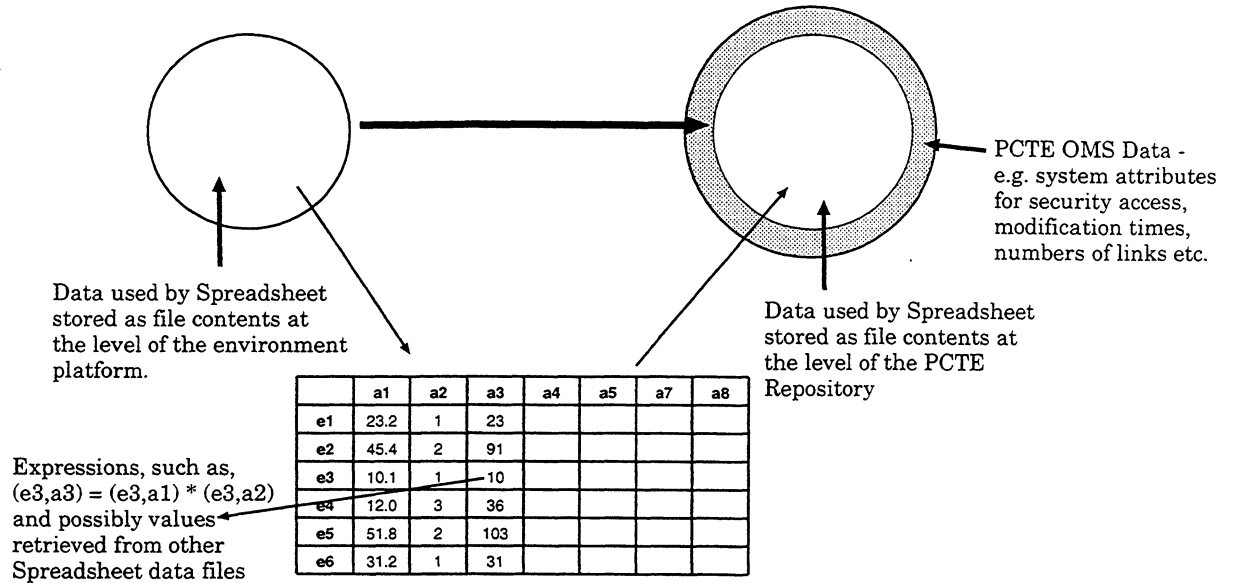 PCTE OMS Data -
e.g. system attributes
for security access,
modification times,
numbers of links etc.
Data used by Spreadsheet
stored as file contents at
the level of the environment
platform.
Data used by Spreadsheet
stored as file contents at
the level of the PCTE
Repository
a1 a2 a3 a4 a5 a7 a8
e1 23.2 1 23
e2 45.4 2 91
e3 10.1 1 10
e4 12.0 3 36
e5 51.8 2 103
e6 31.2 1 31
Expressions, such as,
(e3,a3) = (e3,a1) * (e3,a2)
and possibly values
retrieved from other
Spreadsheet data files